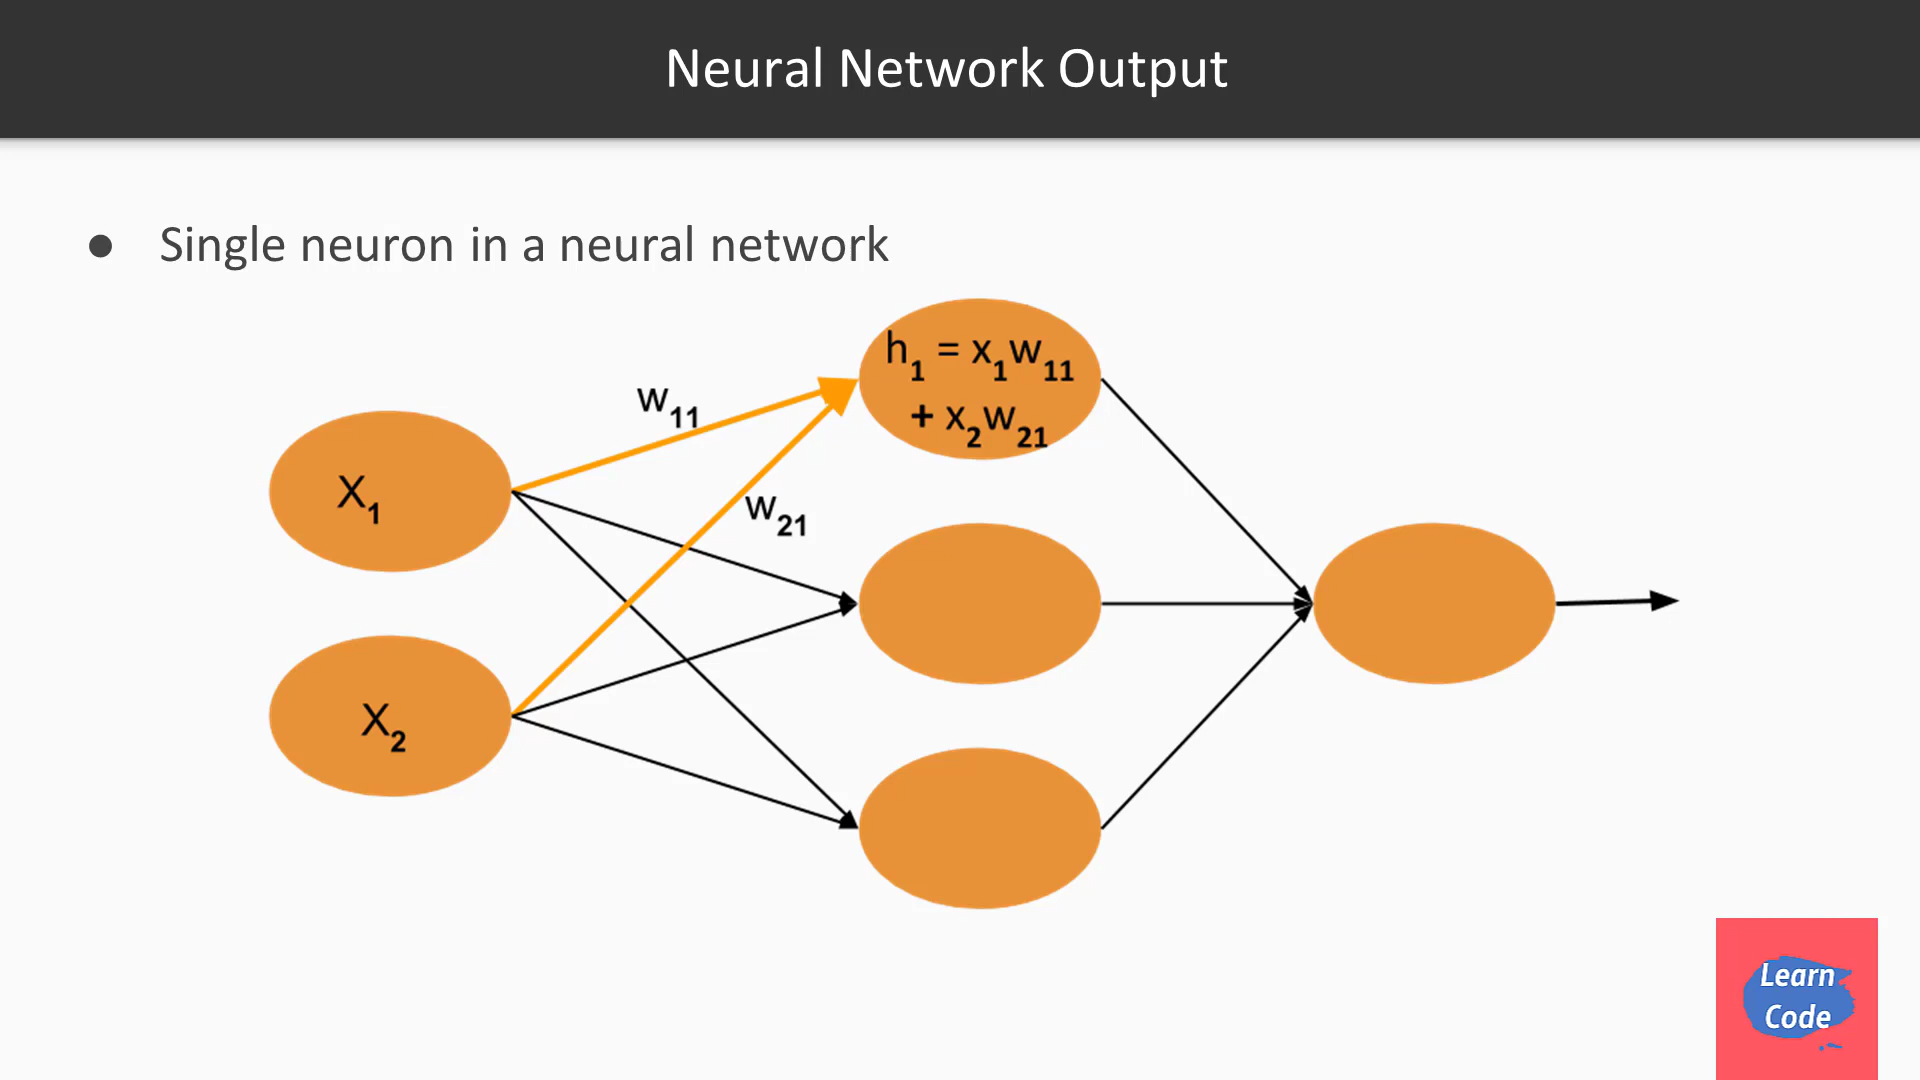 Neural Network Output
● Single neuron in a neural network
h₁ = x₁w₁₁
+ x₂w₂₁
w₁₁
w₂₁
X₁
X₂
Learn
Code